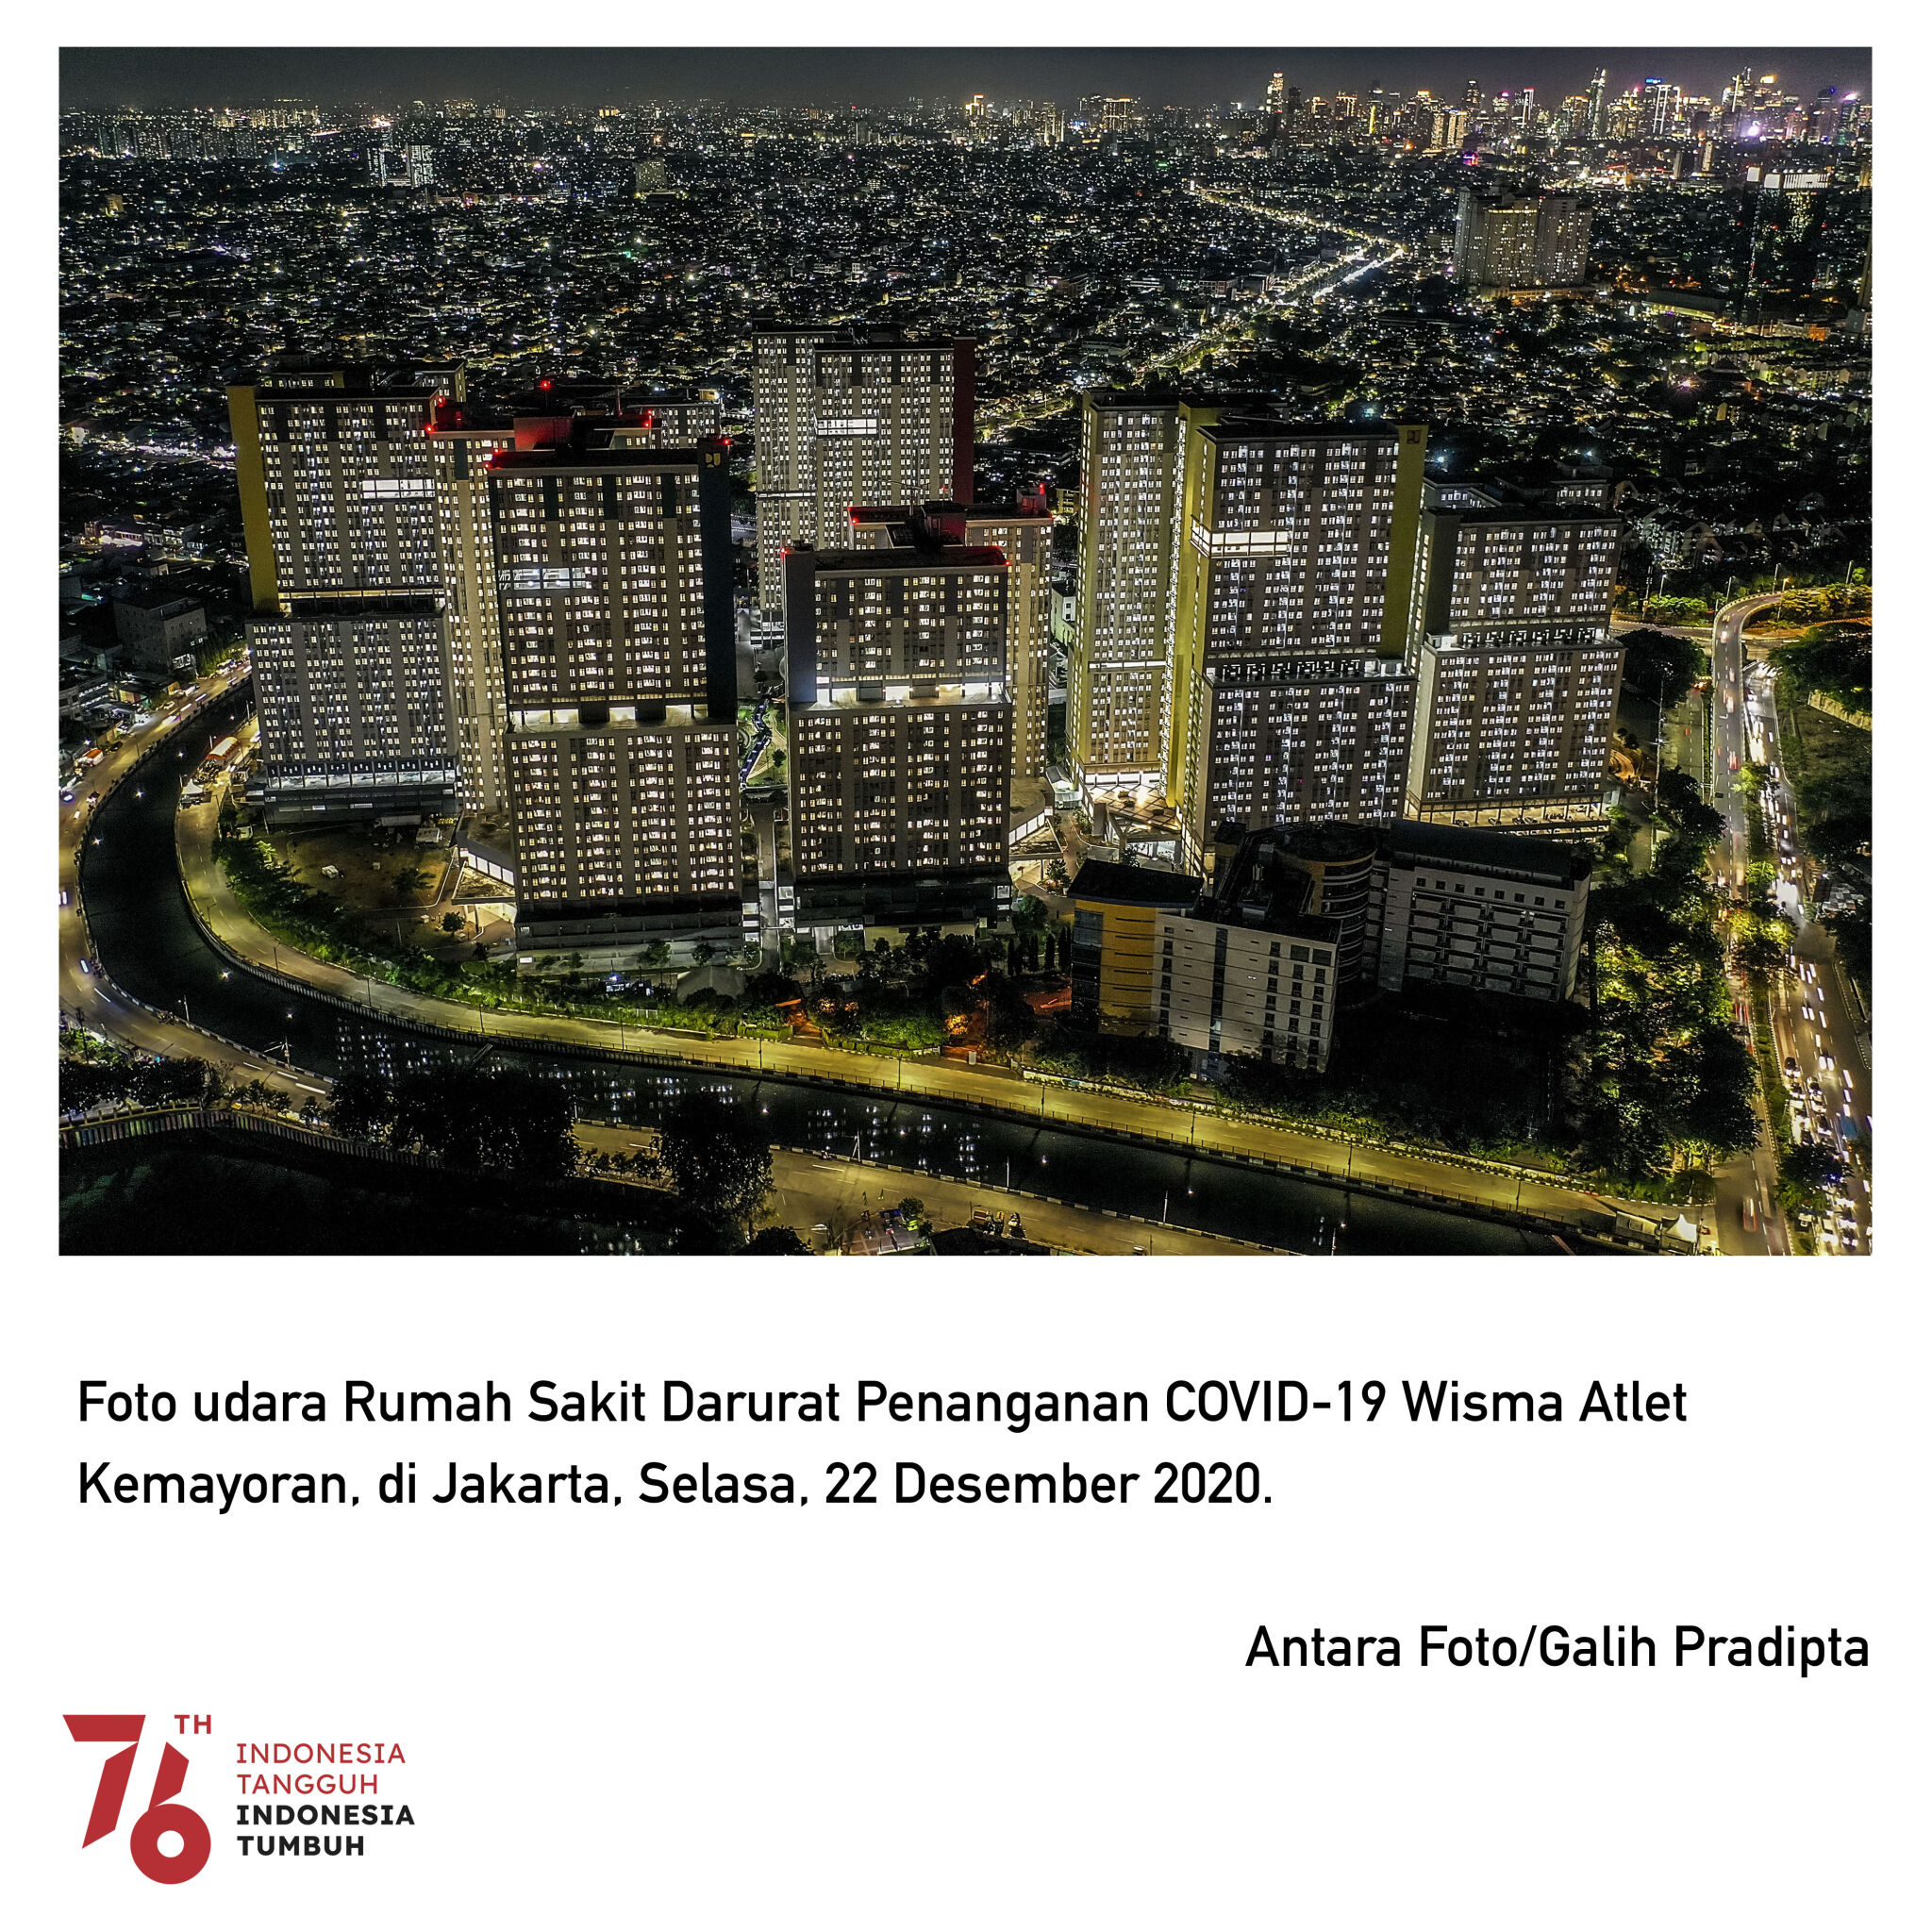 Foto udara Rumah Sakit Darurat Penanganan COVID-19 Wisma Atlet
Kemayoran, di Jakarta, Selasa, 22 Desember 2020.
Antara Foto/Galih Pradipta
76 TH
INDONESIA
TANGGUH
INDONESIA
TUMBUH